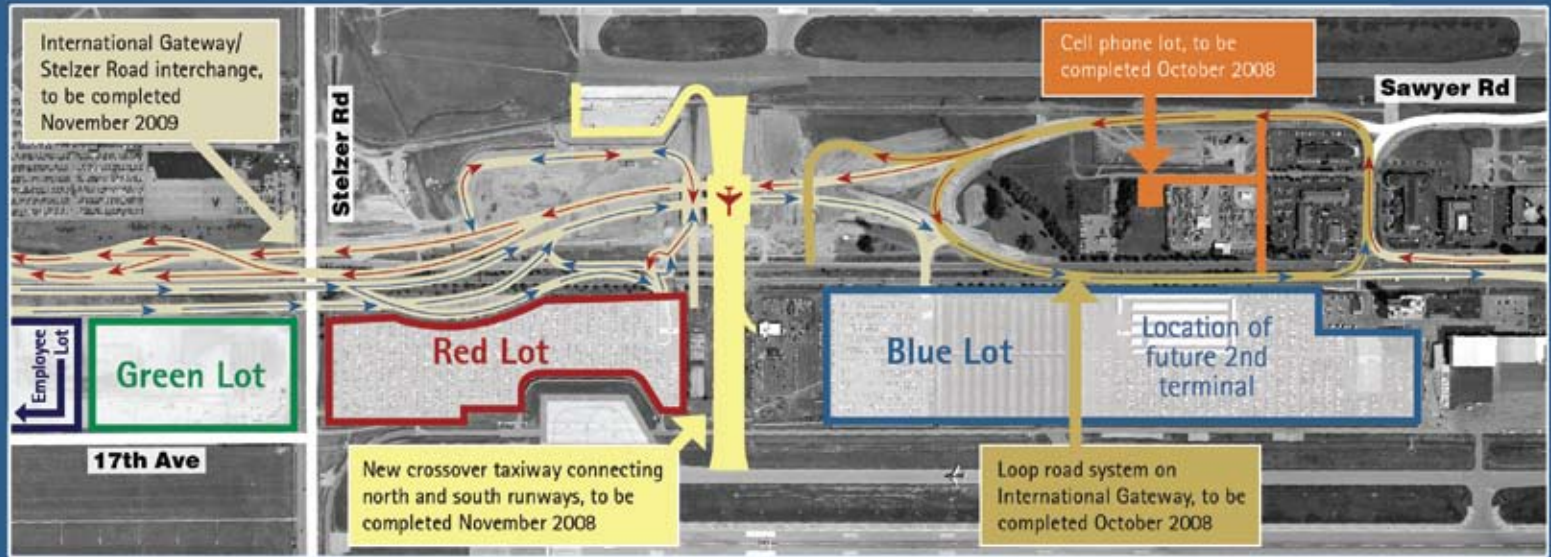 International Gateway/
Stelzer Road interchange,
to be completed
November 2009
Stelzer Rd
Cell phone lot, to be
completed October 2008
Sawyer Rd
Employee
Lot
Green Lot
Red Lot
Blue Lot
Location of
future 2nd
terminal
17th Ave
New crossover taxiway connecting
north and south runways, to be
completed November 2008
Loop road system on
International Gateway, to be
completed October 2008